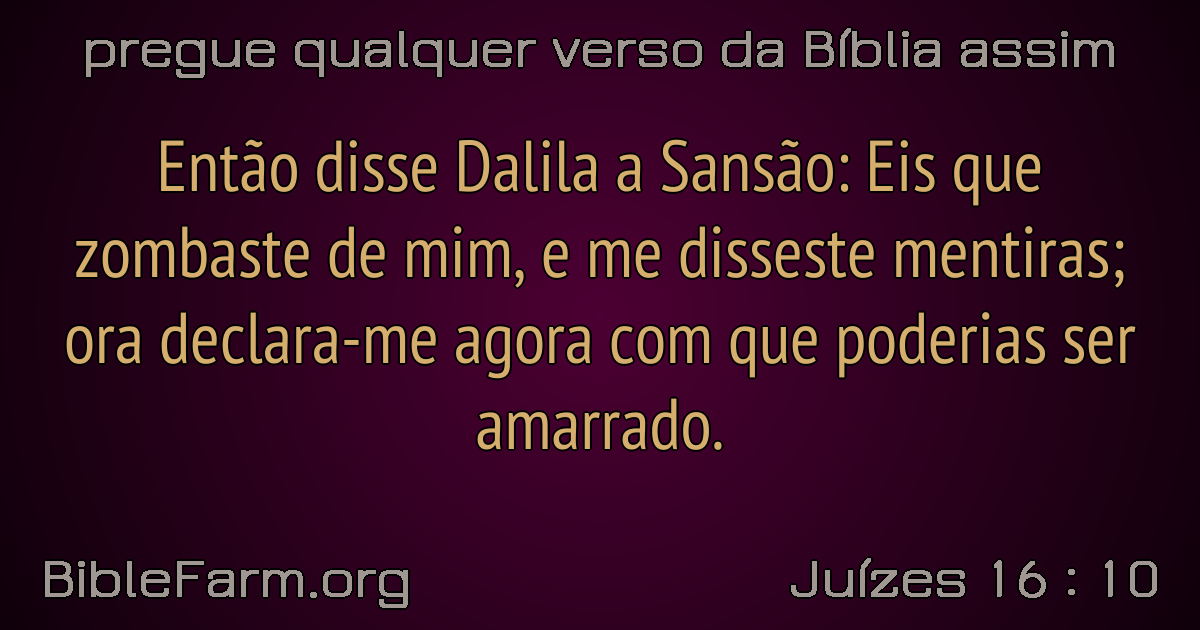 pregue qualquer verso da Bíblia assim
Então disse Dalila a Sansão: Eis que
zombaste de mim, e me disseste mentiras;
ora declara-me agora com que poderias ser
amarrado.
BibleFarm.org
Juízes 16 : 10